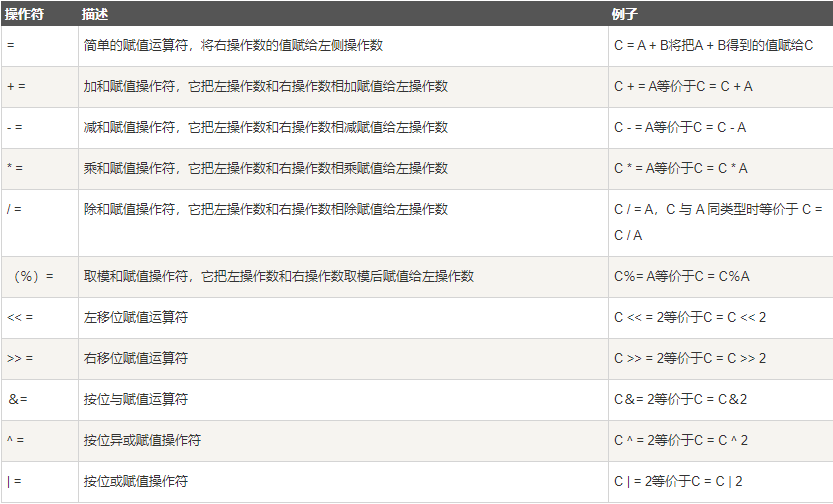 操作符 描述 例子
= 简单的赋值运算符，将右操作数的值赋给左侧操作数 C = A + B将把A + B得到的值赋给C
+ = 加和赋值操作符，它把左操作数和右操作数相加赋值给左操作数 C + = A等价于C = C + A
- = 减和赋值操作符，它把左操作数和右操作数相减赋值给左操作数 C - = A等价于C = C - A
* = 乘和赋值操作符，它把左操作数和右操作数相乘赋值给左操作数 C * = A等价于C = C * A
/ = 除和赋值操作符，它把左操作数和右操作数相除赋值给左操作数 C / = A，C 与 A 同类型时等价于 C =
C / A
（%）= 取模和赋值操作符，它把左操作数和右操作数取模后赋值给左操作数 C％= A等价于C = C％A
<< = 左移位赋值运算符 C << = 2等价于C = C << 2
>> = 右移位赋值运算符 C >> = 2等价于C = C >> 2
＆= 按位与赋值运算符 C＆= 2等价于C = C＆2
^ = 按位异或赋值操作符 C ^ = 2等价于C = C ^ 2
| = 按位或赋值操作符 C | = 2等价于C = C | 2